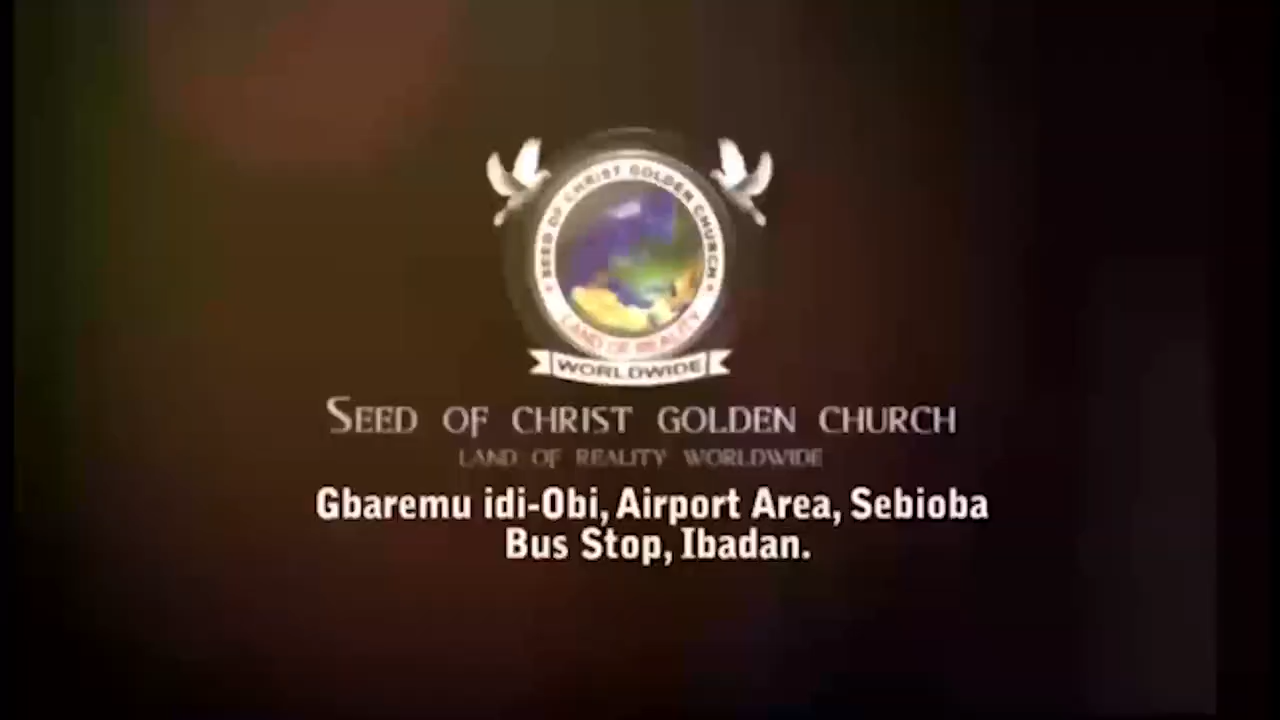 SEED OF CHRIST GOLDEN CHURCH
LAND OF REALITY
WORLDWIDE
SEED OF CHRIST GOLDEN CHURCH
LAND OF REALITY WORLDWIDE
Gbaremu idi-Obi, Airport Area, Sebioba
Bus Stop, Ibadan.